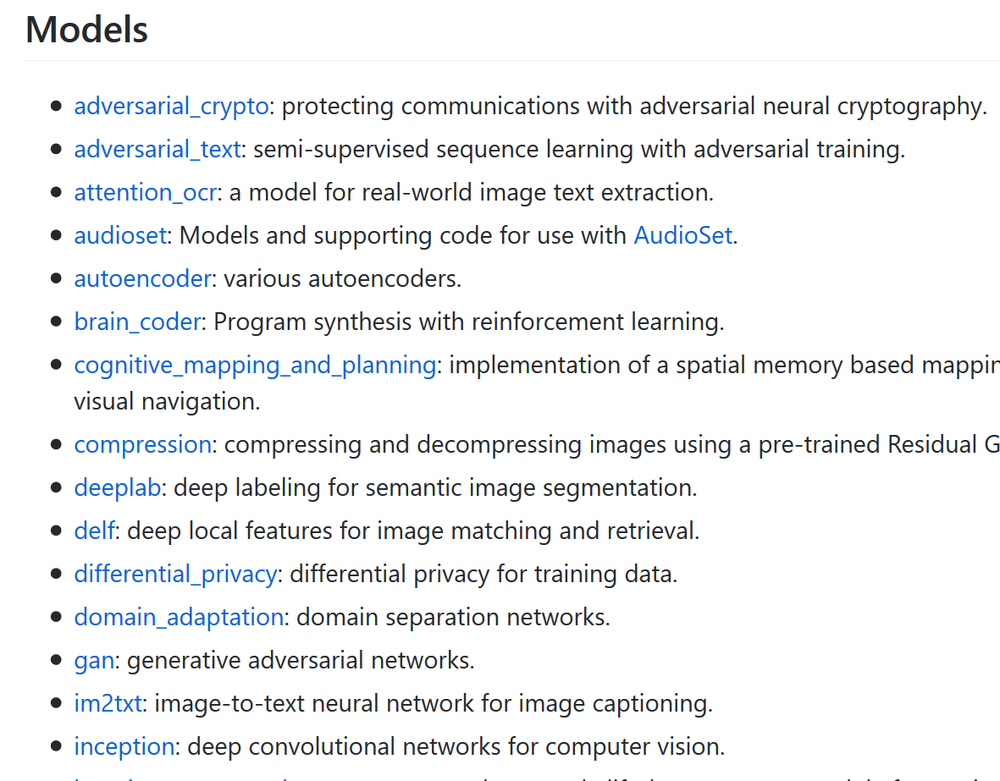 Models
adversarial_crypto: protecting communications with adversarial neural cryptography.
adversarial_text: semi-supervised sequence learning with adversarial training.
attention_ocr: a model for real-world image text extraction.
audioset: Models and supporting code for use with AudioSet.
autoencoder: various autoencoders.
brain_coder: Program synthesis with reinforcement learning.
cognitive_mapping_and_planning: implementation of a spatial memory based
visual navigation.
compression: compressing and decompressing images using a pre-trained Residual G
deeplab: deep labeling for semantic image segmentation.
delf: deep local features for image matching and retrieval.
differential_privacy: differential privacy for training data.
domain_adaptation: domain separation networks.
gan: generative adversarial networks.
im2txt: image-to-text neural network for image captioning.
inception: deep convolutional networks for computer vision.